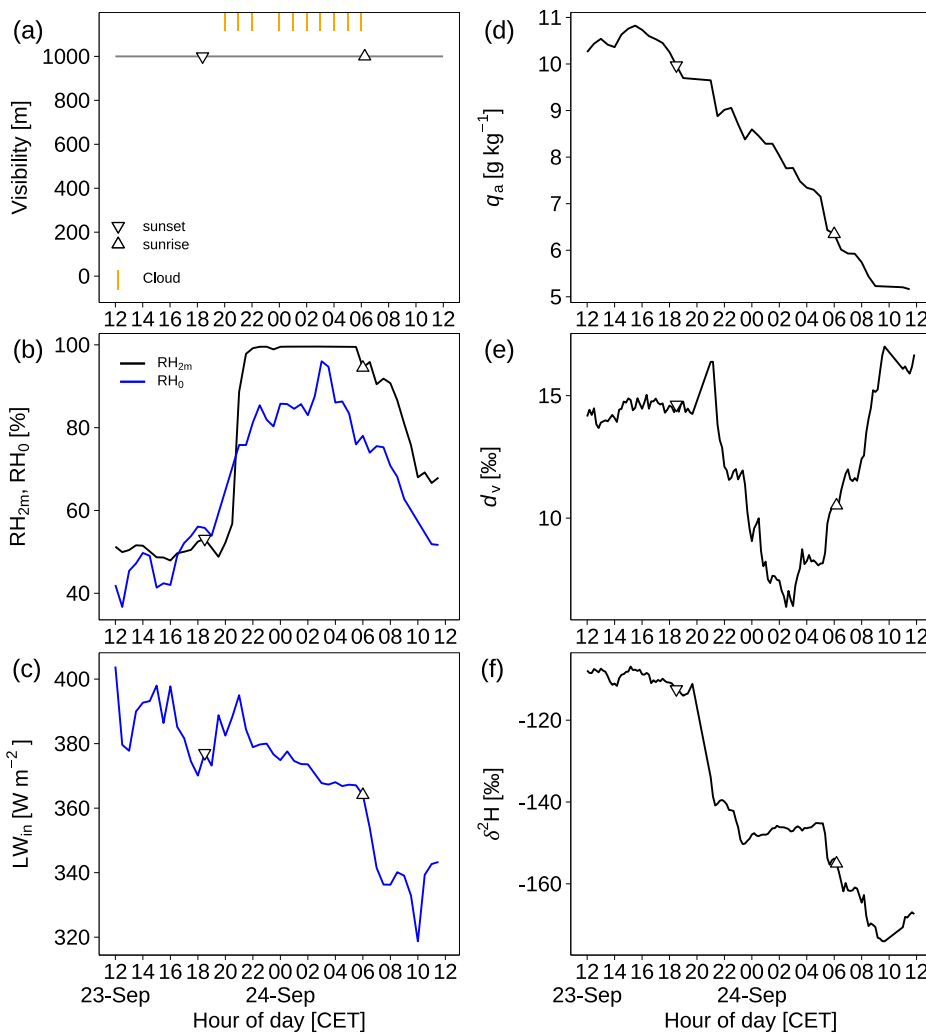 (a)
Visibility [m]
1000
800
600
400
200
0
sunset
sunrise
Cloud
12 14 16 18 20 22 00 02 04 06 08 10 12
(b)
RH2m, RH0 [%]
100
80
60
40
RH2m
RH0
12 14 16 18 20 22 00 02 04 06 08 10 12
(c)
LWin [W m−2]
400
380
360
340
320
12 14 16 18 20 22 00 02 04 06 08 10 12
23-Sep 24-Sep
Hour of day [CET]
(d)
qa [g kg−1]
11
10
9
8
7
6
5
12 14 16 18 20 22 00 02 04 06 08 10 12
(e)
dv [‰]
15
10
12 14 16 18 20 22 00 02 04 06 08 10 12
(f)
δ2H [‰]
-120
-140
-160
12 14 16 18 20 22 00 02 04 06 08 10 12
23-Sep 24-Sep
Hour of day [CET]